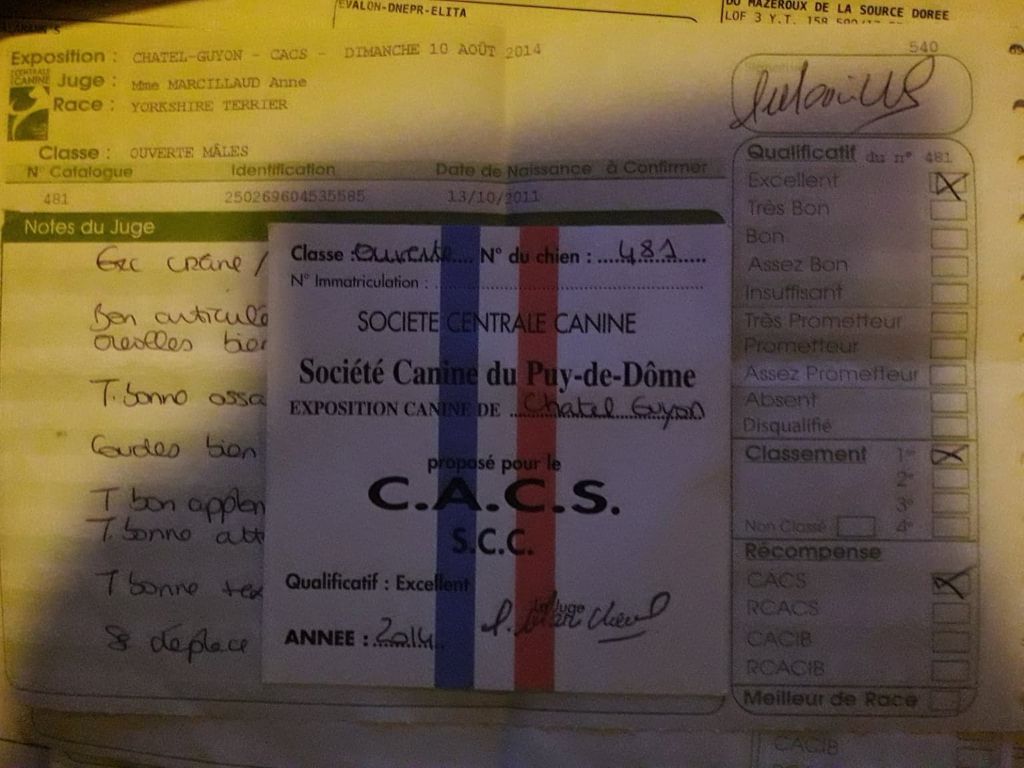 EVALON-DNEPR-ELITA
DU MAZEROUX DE LA SOURCE DOREE
LOF 3 Y.T. 158
540
Exposition : CHATEL-GUYON - CACS - DIMANCHE 10 AOÛT 2014
CENTRALE CANINE
Juge : Mme MARCILLAUD Anne
Race : YORKSHIRE TERRIER
Classe : OUVERTE MÂLES
N° Catalogue Identification Date de Naissance à Confirmer
481 250269604535585 13/10/2011
Notes du Juge
Exc crâne /
Bon articulé
oreilles bien
T. bonne
Coudes bien
T bon
T. bonne
T bonne
Se déplace
Classe : Ouverte N° du chien : 481
N° Immatriculation :
SOCIETE CENTRALE CANINE
Société Canine du Puy-de-Dôme
EXPOSITION CANINE DE Chatel Guyon
proposé pour le
C.A.C.S.
S.C.C.
Qualificatif : Excellent
Le Juge
ANNEE : 2014
Qualificatif du n° 481
Excellent X
Très Bon
Bon
Assez Bon
Insuffisant
Très Prometteur
Prometteur
Assez Prometteur
Absent
Disqualifié
Classement 1er X
2e
3e
Non Classé 4e
Récompense
CACS X
RCACS
CACIB
RCACIB
Meilleur de Race
CACIB